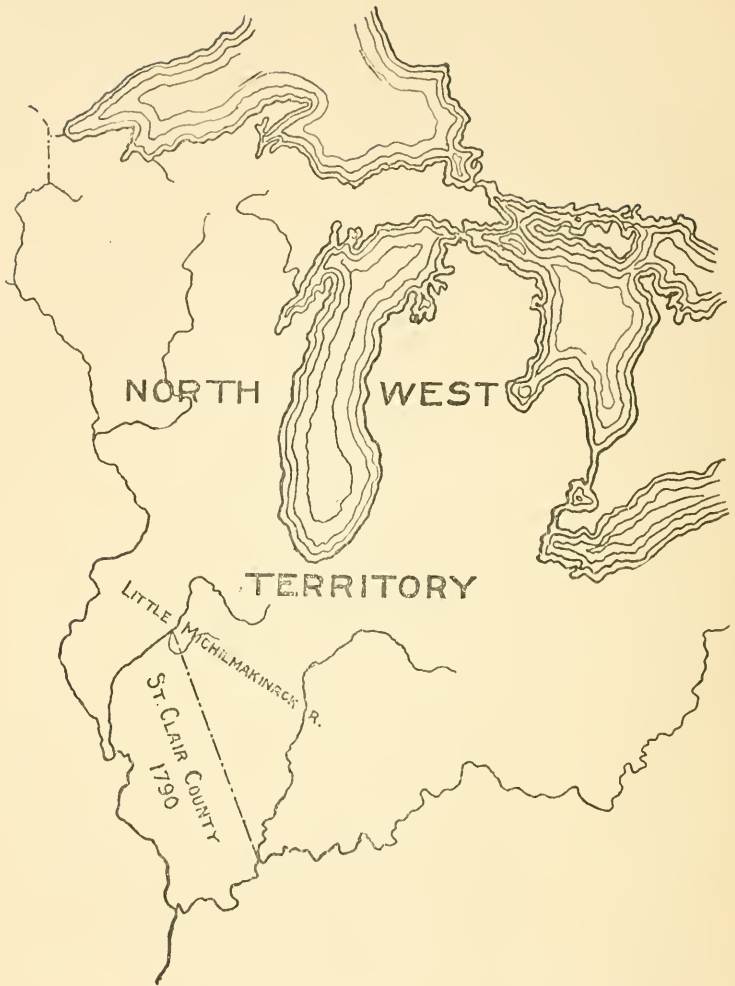 NORTH WEST
TERRITORY
LITTLE MICHILMAKINACK R.
ST. CLAIR COUNTY
1790